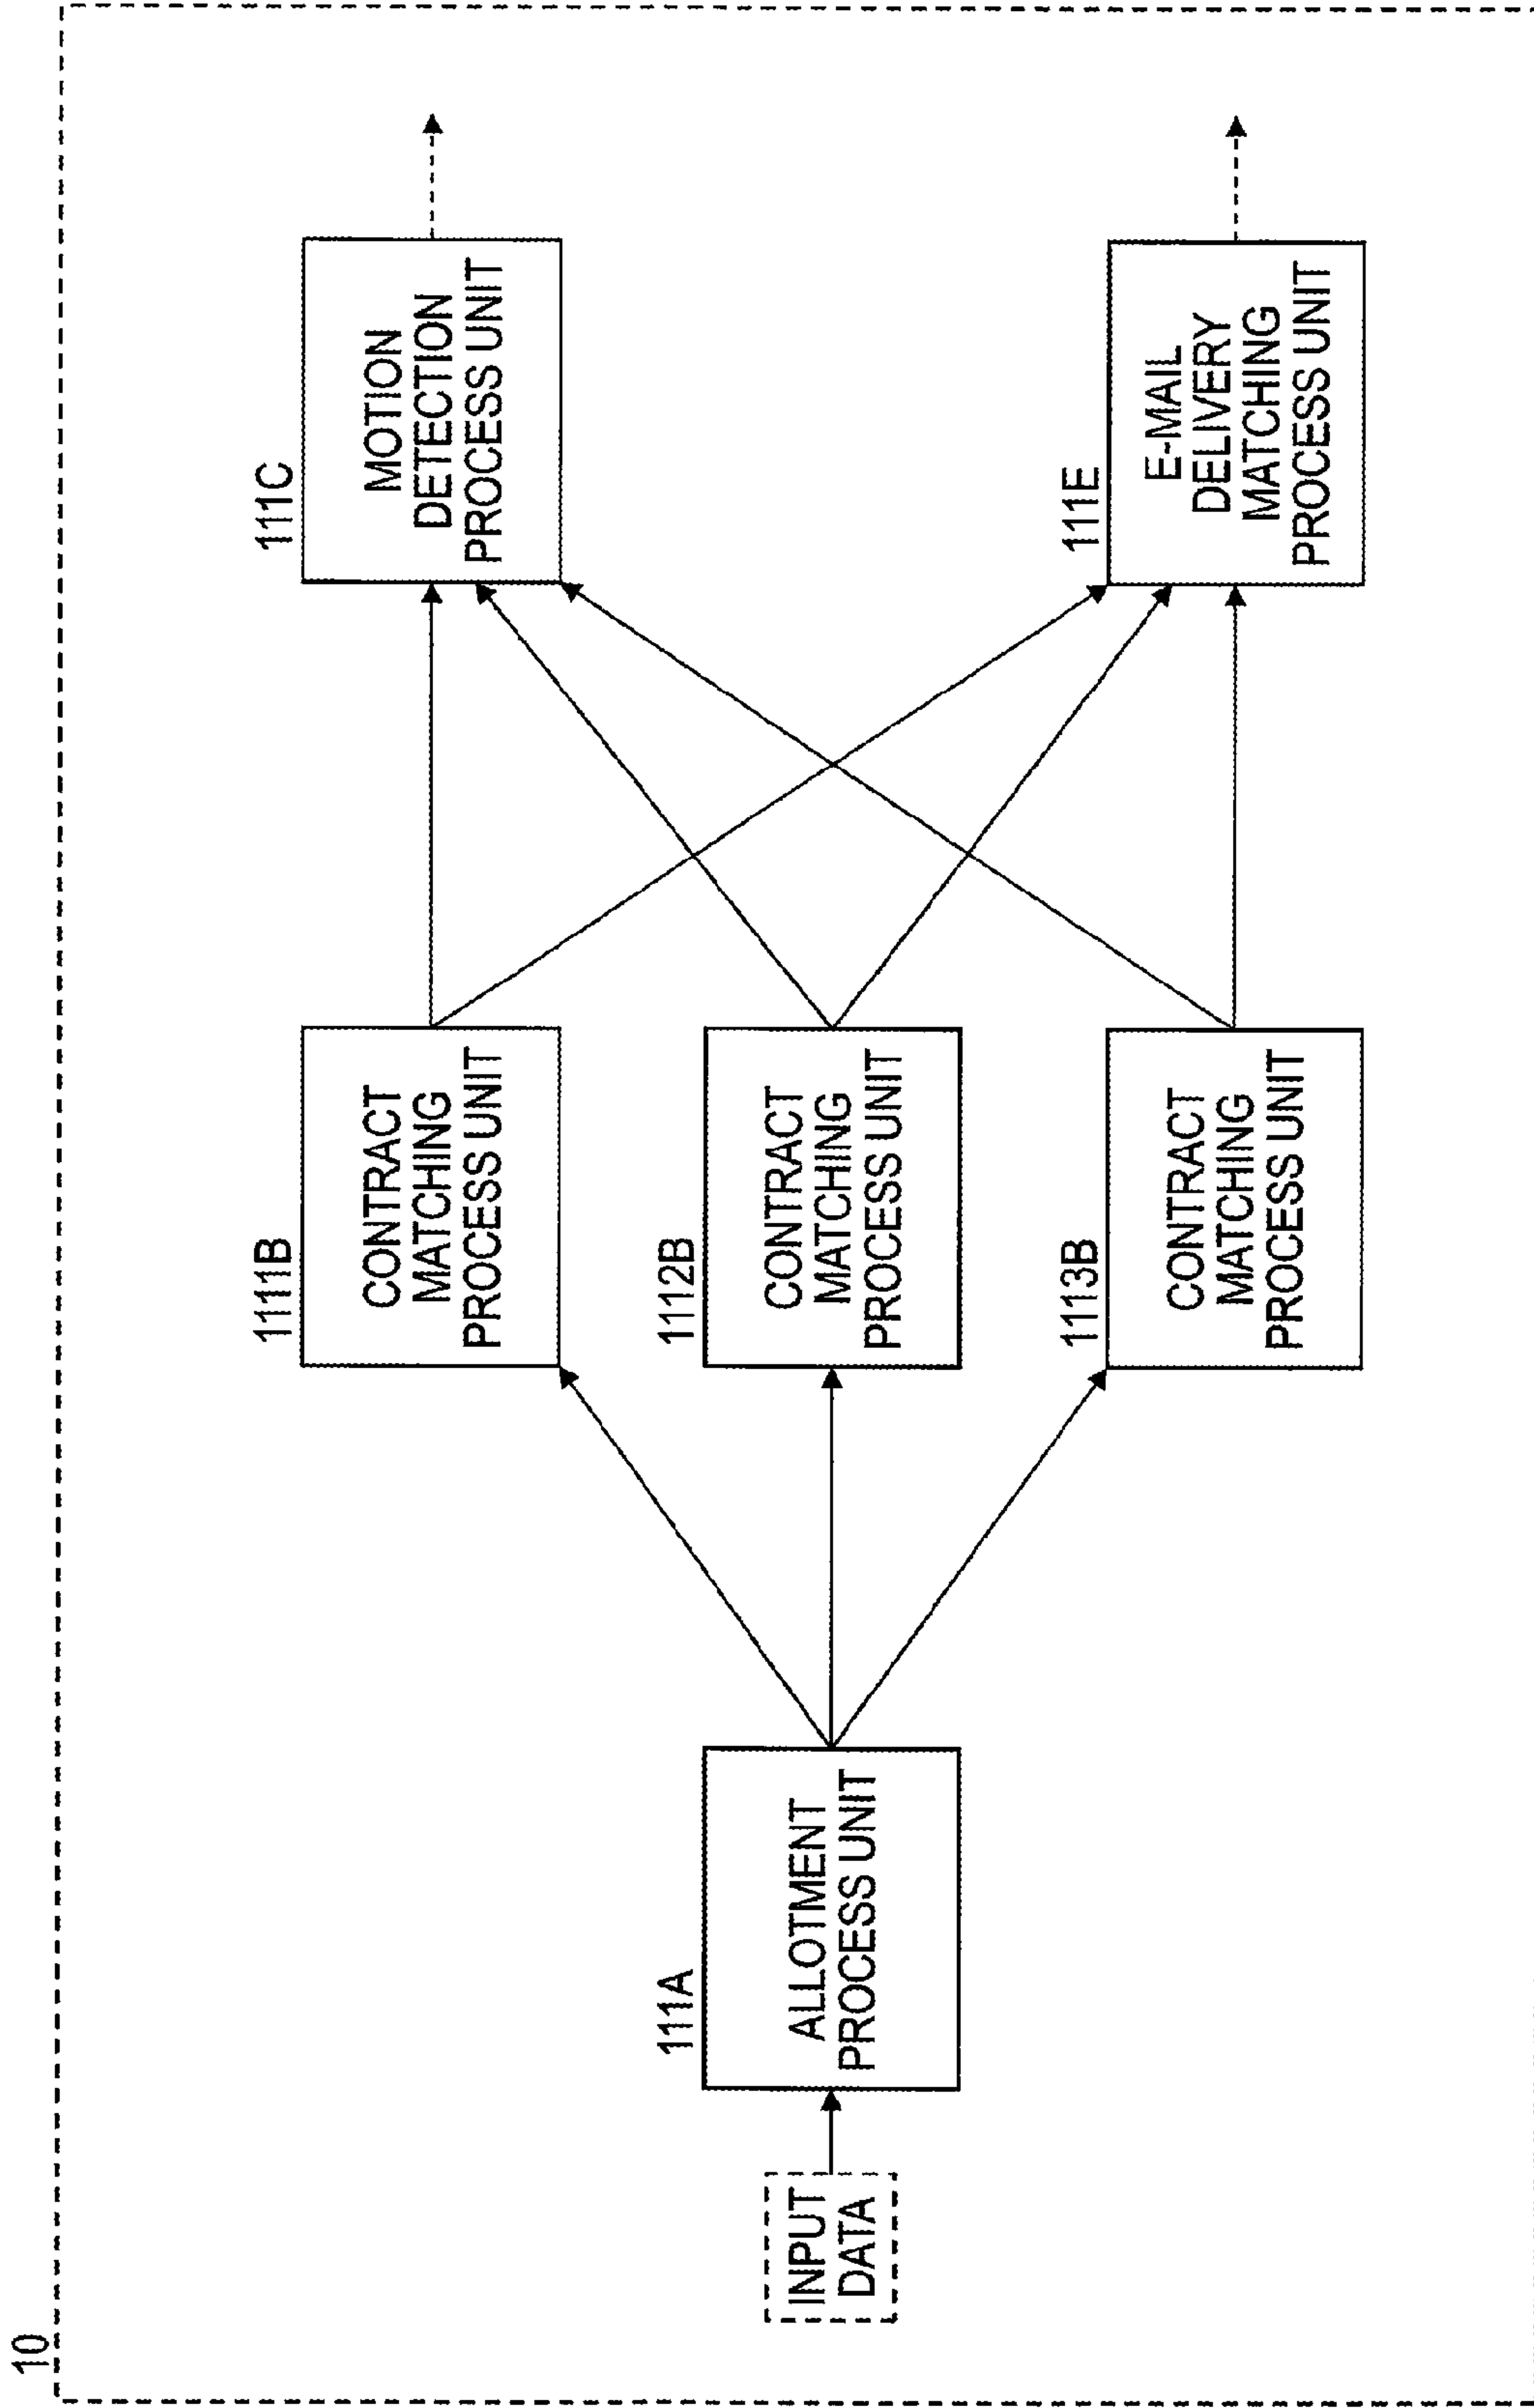 10
INPUT
DATA
111A
ALLOTMENT
PROCESS UNIT
1111B
CONTRACT
MATCHING
PROCESS UNIT
1112B
CONTRACT
MATCHING
PROCESS UNIT
1113B
CONTRACT
MATCHING
PROCESS UNIT
111C
MOTION
DETECTION
PROCESS UNIT
111E
E-MAIL
DELIVERY
MATCHING
PROCESS UNIT